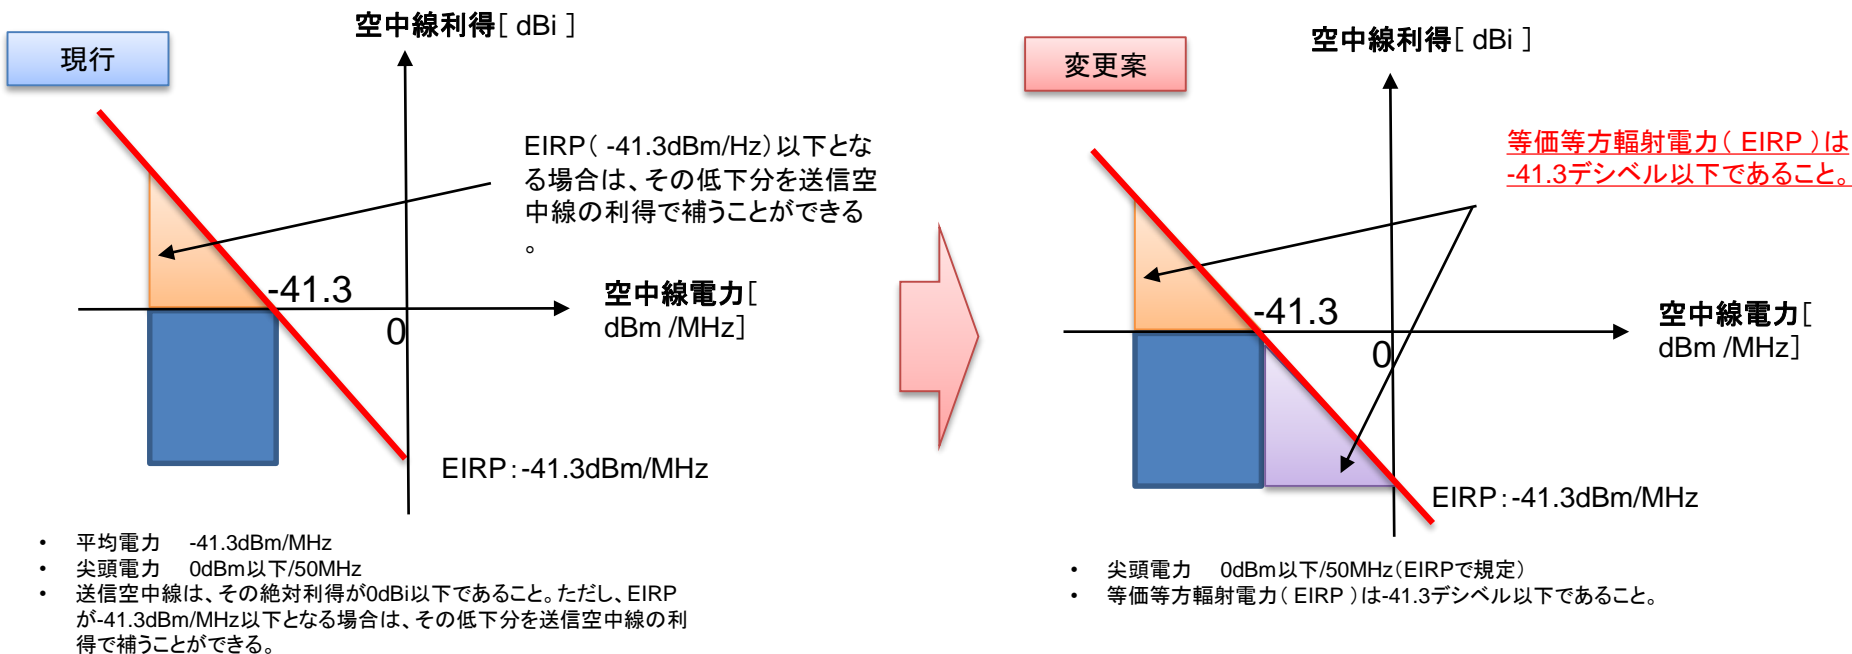 現行
空中線利得[ dBi ]
EIRP( -41.3dBm/Hz)以下とな
る場合は、その低下分を送信空
中線の利得で補うことができる
。
-41.3
0
空中線電力[
dBm /MHz]
EIRP:-41.3dBm/MHz
• 平均電力 -41.3dBm/MHz
• 尖頭電力 0dBm以下/50MHz
• 送信空中線は、その絶対利得が0dBi以下であること。ただし、EIRP
が-41.3dBm/MHz以下となる場合は、その低下分を送信空中線の利
得で補うことができる。
変更案
空中線利得[ dBi ]
等価等方輻射電力( EIRP )は
-41.3デシベル以下であること。
-41.3
0
空中線電力[
dBm /MHz]
EIRP:-41.3dBm/MHz
• 尖頭電力 0dBm以下/50MHz(EIRPで規定)
• 等価等方輻射電力( EIRP )は-41.3デシベル以下であること。